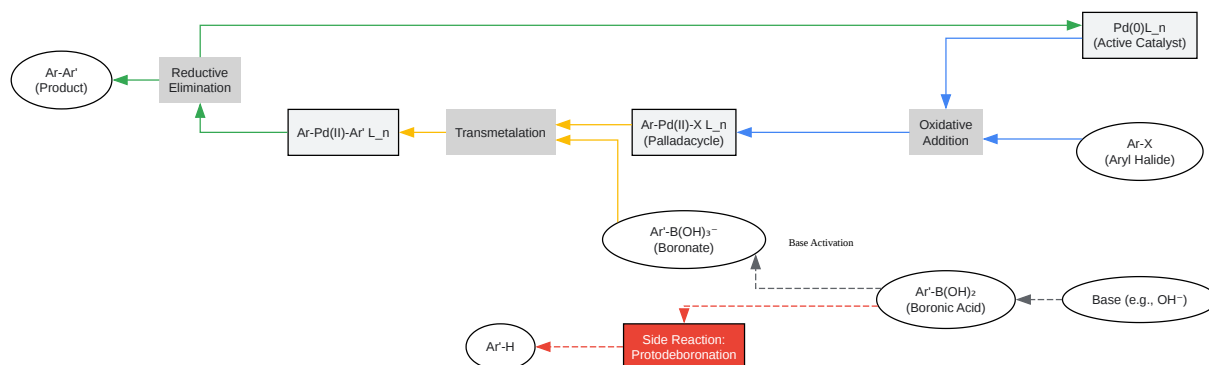 Pd(0)L_n
(Active Catalyst)
Reductive
Elimination
Ar-Ar'
(Product)
Ar-Pd(II)-Ar' L_n
Transmetalation
Ar-Pd(II)-X L_n
(Palladacycle)
Oxidative
Addition
Ar-X
(Aryl Halide)
Ar'-B(OH)₃⁻
(Boronate)
Base Activation
Ar'-B(OH)₂
(Boronic Acid)
Base (e.g., OH⁻)
Ar'-H
Side Reaction:
Protodeboronation